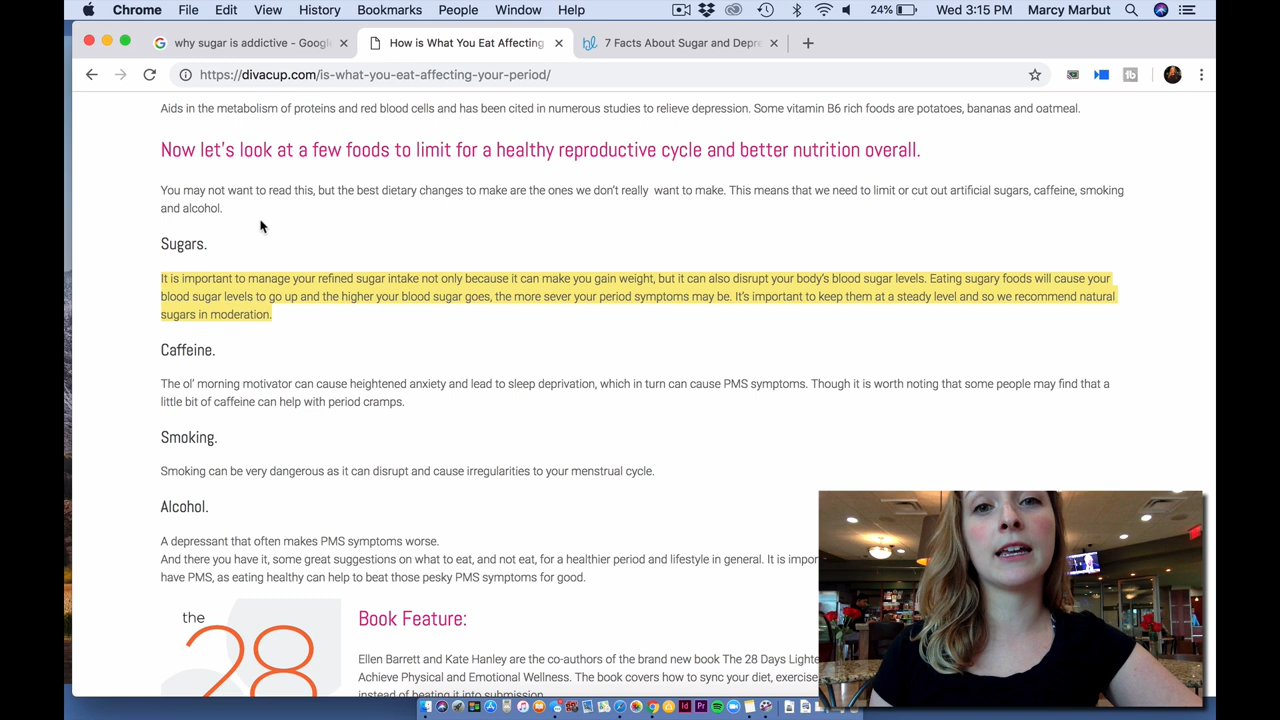 Chrome File Edit View History Bookmarks People Window Help 24% Wed 3:15 PM Marcy Marbut
why sugar is addictive - Googl
How is What You Eat Affecting
7 Facts About Sugar and Depre
https://divacup.com/is-what-you-eat-affecting-your-period/
Aids in the metabolism of proteins and red blood cells and has been cited in numerous studies to relieve depression. Some vitamin B6 rich foods are potatoes, bananas and oatmeal.
Now let's look at a few foods to limit for a healthy reproductive cycle and better nutrition overall.
You may not want to read this, but the best dietary changes to make are the ones we don't really want to make. This means that we need to limit or cut out artificial sugars, caffeine, smoking
and alcohol.
Sugars.
It is important to manage your refined sugar intake not only because it can make you gain weight, but it can also disrupt your body's blood sugar levels. Eating sugary foods will cause your
blood sugar levels to go up and the higher your blood sugar goes, the more sever your period symptoms may be. It's important to keep them at a steady level and so we recommend natural
sugars in moderation.
Caffeine.
The ol' morning motivator can cause heightened anxiety and lead to sleep deprivation, which in turn can cause PMS symptoms. Though it is worth noting that some people may find that a
little bit of caffeine can help with period cramps.
Smoking.
Smoking can be very dangerous as it can disrupt and cause irregularities to your menstrual cycle.
Alcohol.
A depressant that often makes PMS symptoms worse.
And there you have it, some great suggestions on what to eat, and not eat, for a healthier period and lifestyle in general. It is impor
have PMS, as eating healthy can help to beat those pesky PMS symptoms for good.
the
28
Book Feature:
Ellen Barrett and Kate Hanley are the co-authors of the brand new book The 28 Days Lighte
Achieve Physical and Emotional Wellness. The book covers how to sync your diet, exercise
instead of beating it into submission.